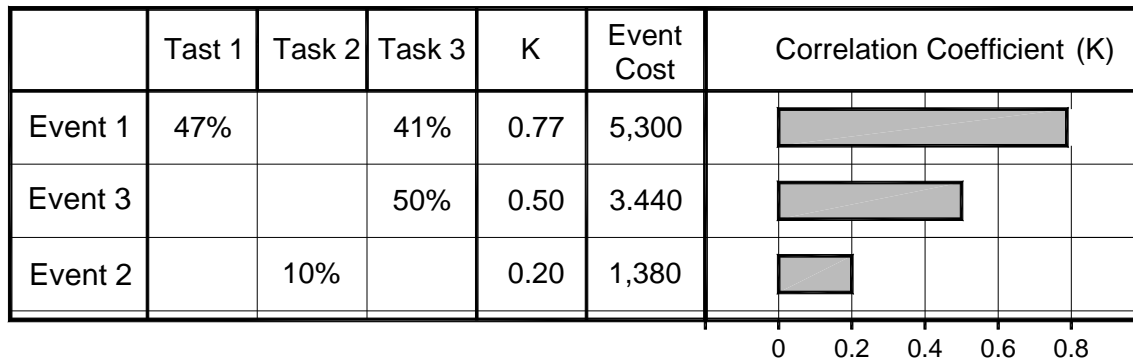 Tast 1 Task 2 Task 3 K Event Cost Correlation Coefficient (K)
Event 1 47% 41% 0.77 5,300
Event 3 50% 0.50 3.440
Event 2 10% 0.20 1,380
0 0.2 0.4 0.6 0.8